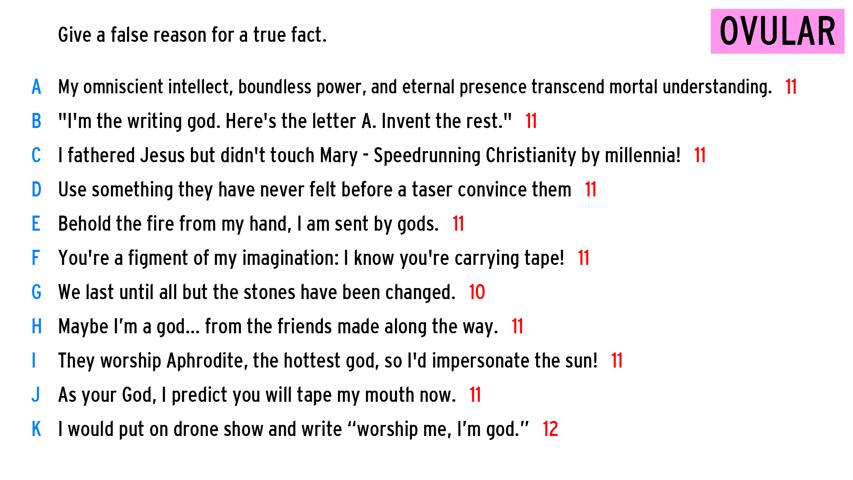 Give a false reason for a true fact.
OVULAR
A My omniscient intellect, boundless power, and eternal presence transcend mortal understanding. 11
B "I'm the writing god. Here's the letter A. Invent the rest." 11
C I fathered Jesus but didn't touch Mary - Speedrunning Christianity by millennia! 11
D Use something they have never felt before a taser convince them 11
E Behold the fire from my hand, I am sent by gods. 11
F You're a figment of my imagination: I know you're carrying tape! 11
G We last until all but the stones have been changed. 10
H Maybe I’m a god... from the friends made along the way. 11
I They worship Aphrodite, the hottest god, so I'd impersonate the sun! 11
J As your God, I predict you will tape my mouth now. 11
K I would put on drone show and write “worship me, I’m god.” 12